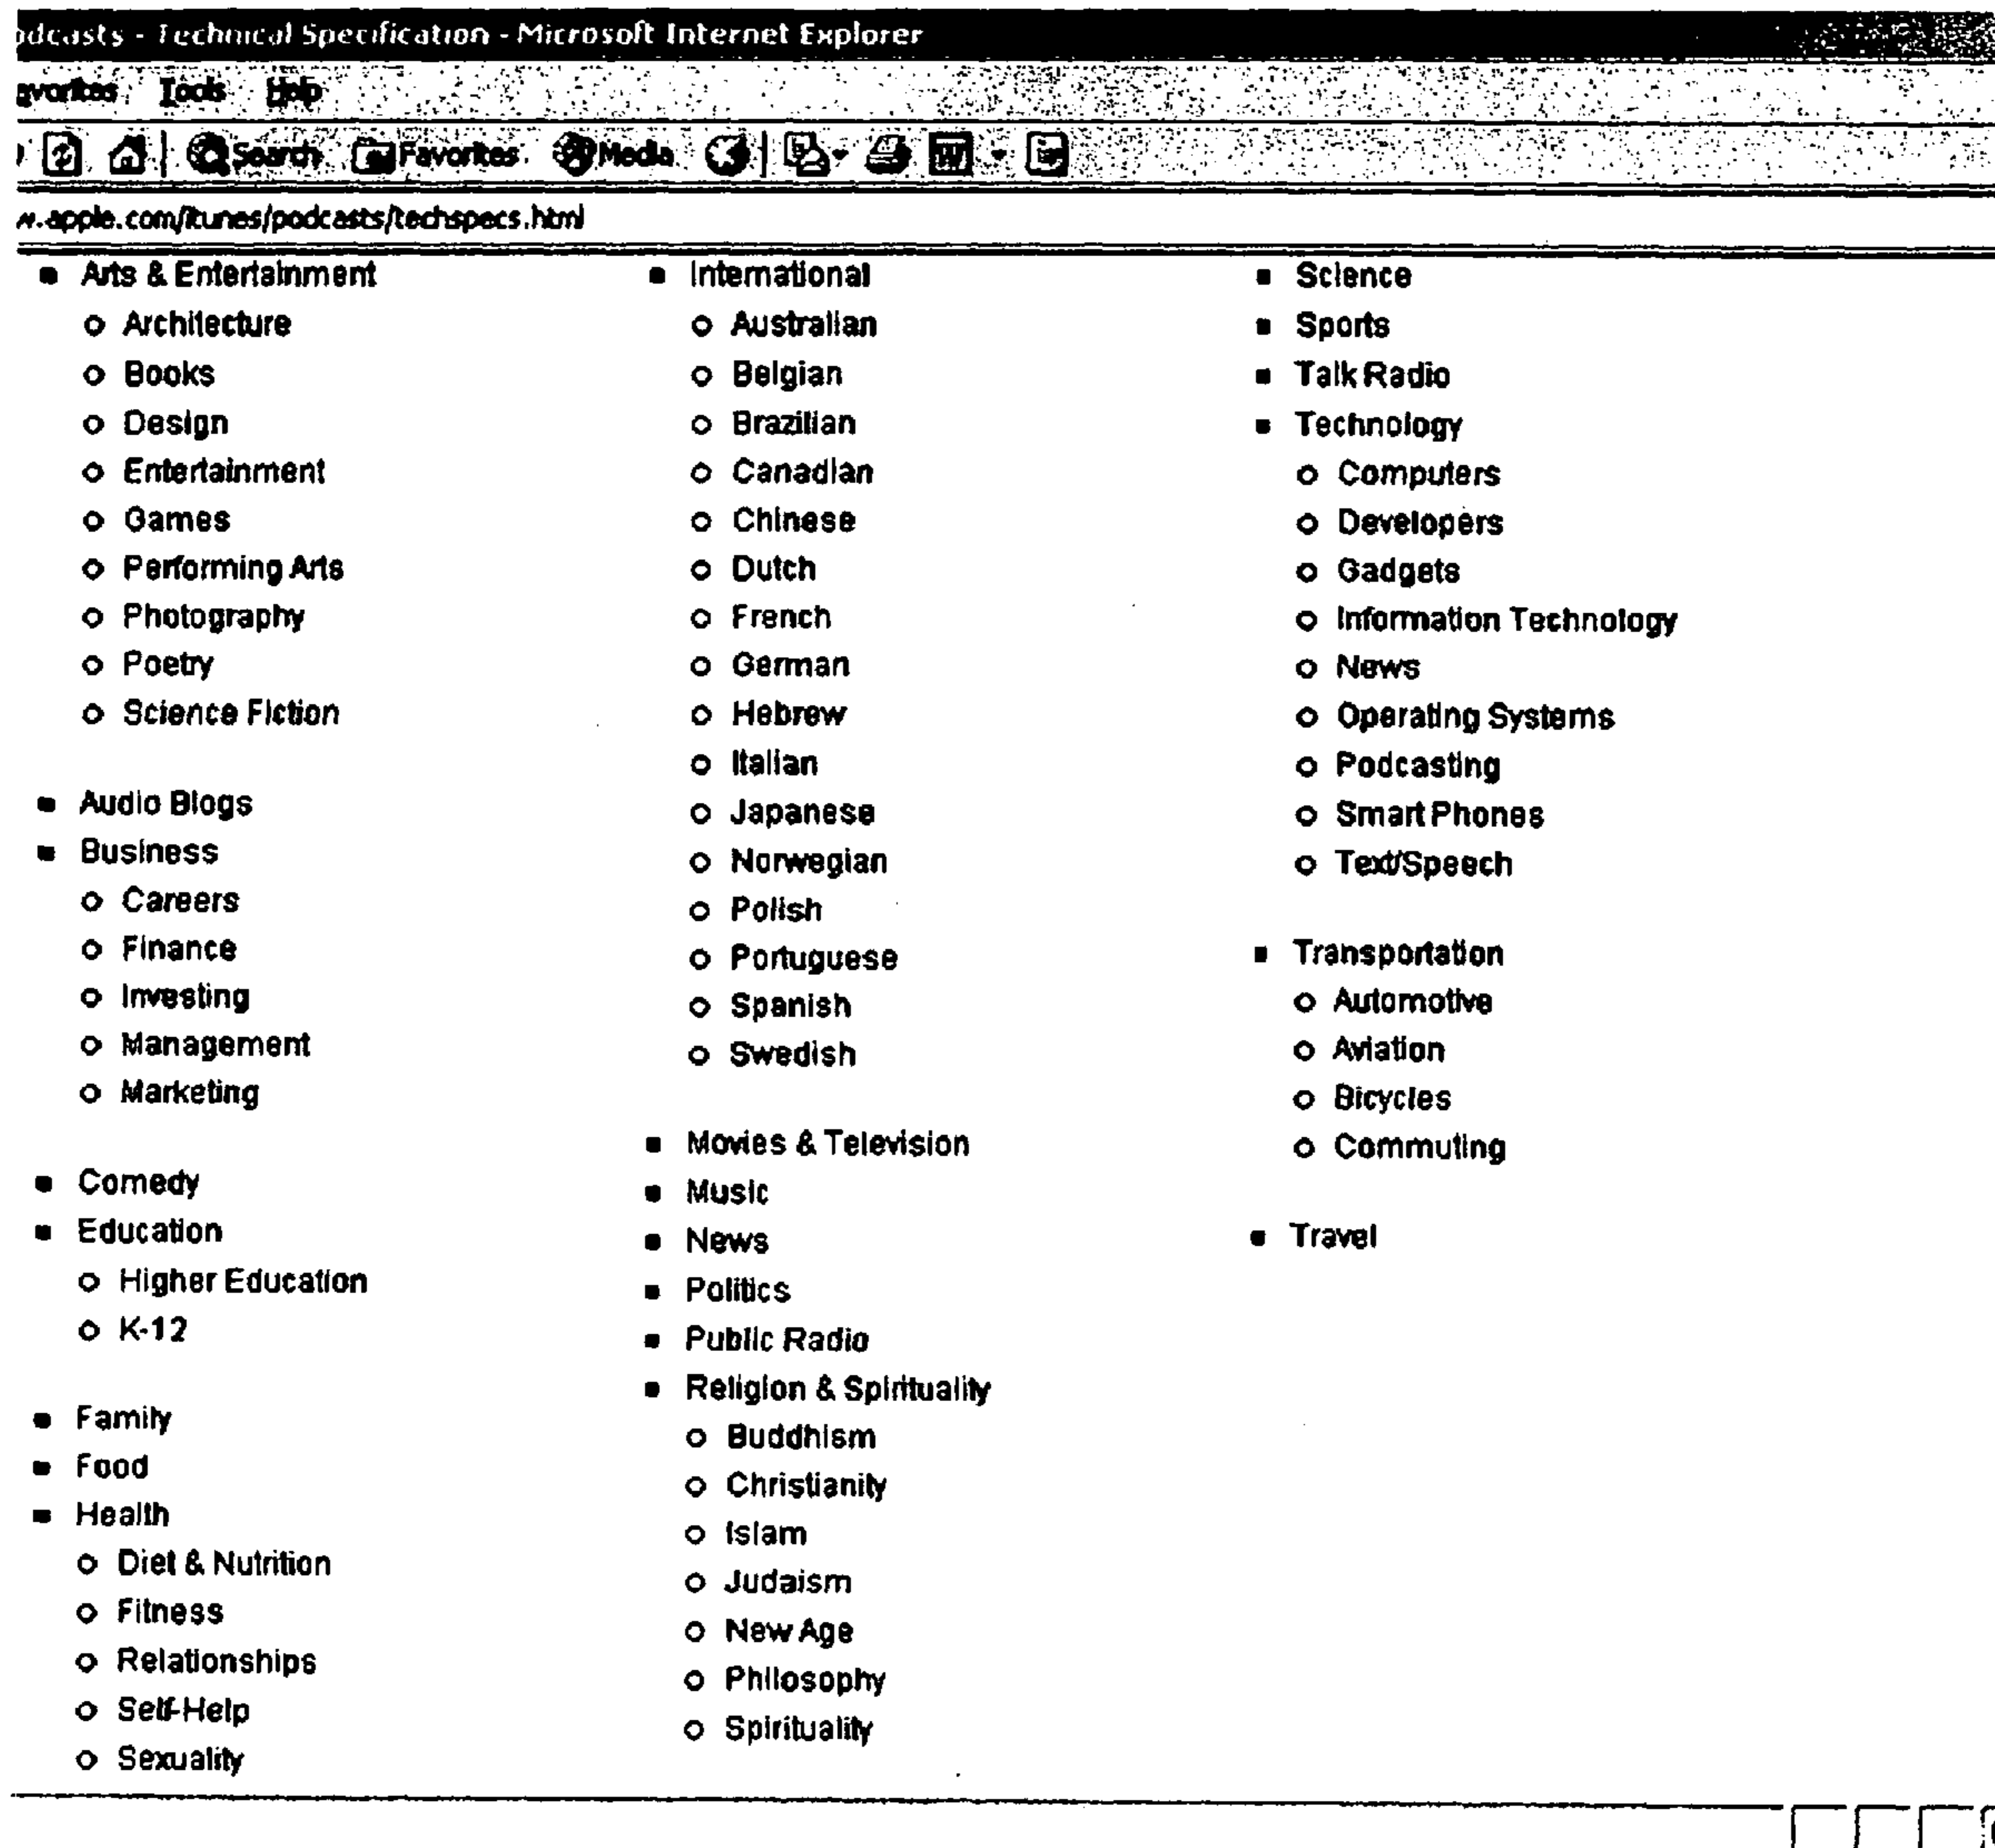 dcasts - Technical Specification - Microsoft Internet Explorer
avorites Tools Help
Search Favorites Media
w.apple.com/itunes/podcasts/techspecs.html
Arts & Entertainment
Architecture
Books
Design
Entertainment
Games
Performing Arts
Photography
Poetry
Science Fiction
Audio Blogs
Business
Careers
Finance
Investing
Management
Marketing
Comedy
Education
Higher Education
K-12
Family
Food
Health
Diet & Nutrition
Fitness
Relationships
Self-Help
Sexuality
International
Australian
Belgian
Brazilian
Canadian
Chinese
Dutch
French
German
Hebrew
Italian
Japanese
Norwegian
Polish
Portuguese
Spanish
Swedish
Movies & Television
Music
News
Politics
Public Radio
Religion & Spirituality
Buddhism
Christianity
Islam
Judaism
New Age
Philosophy
Spirituality
Science
Sports
Talk Radio
Technology
Computers
Developers
Gadgets
Information Technology
News
Operating Systems
Podcasting
Smart Phones
Text/Speech
Transportation
Automotive
Aviation
Bicycles
Commuting
Travel